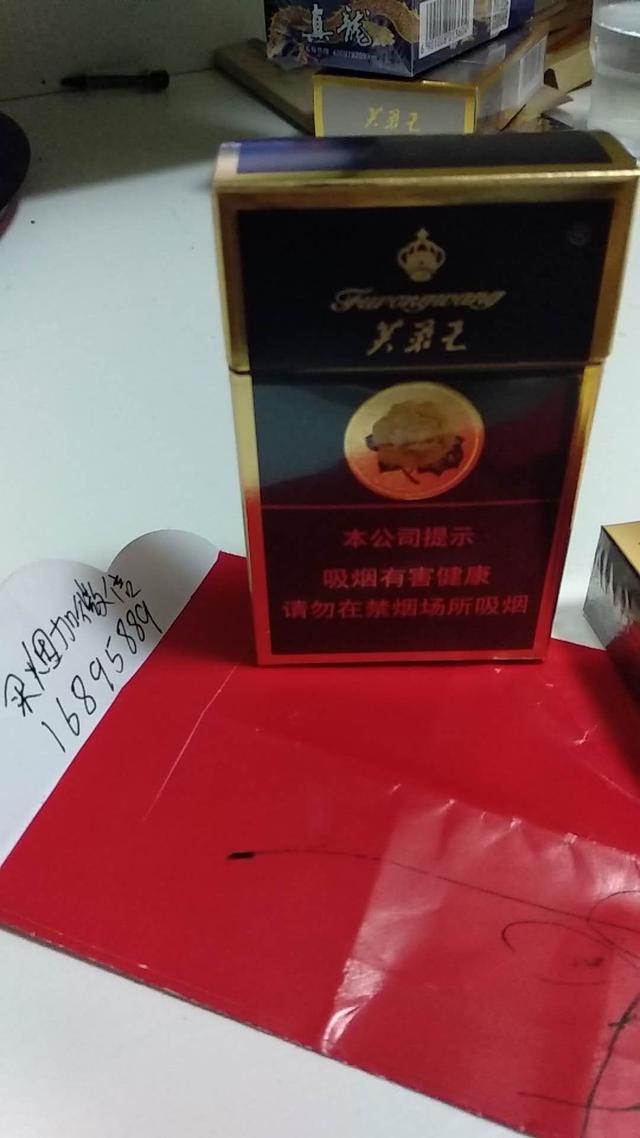 真龍
芙蓉王
Furongwang
芙蓉王
本公司提示
吸烟有害健康
请勿在禁烟场所吸烟
买烟加微信
16895889